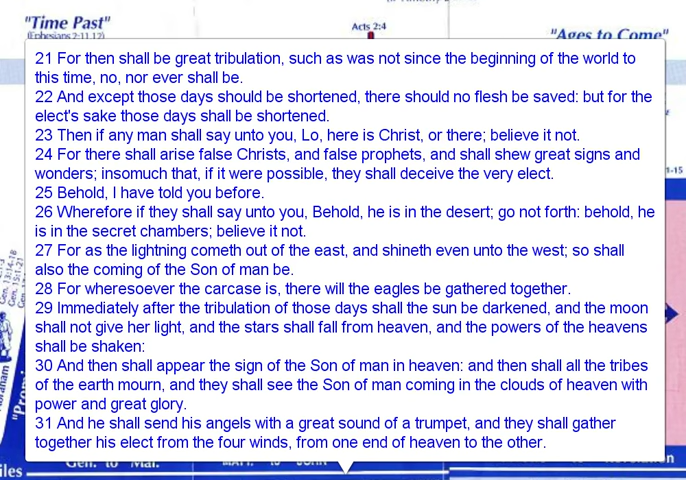 "Time Past"
(Ephesians 2:11,12)
Acts 2:4
"Ages to Come"
21 For then shall be great tribulation, such as was not since the beginning of the world to
this time, no, nor ever shall be.
22 And except those days should be shortened, there should no flesh be saved: but for the
elect's sake those days shall be shortened.
23 Then if any man shall say unto you, Lo, here is Christ, or there; believe it not.
24 For there shall arise false Christs, and false prophets, and shall shew great signs and
wonders; insomuch that, if it were possible, they shall deceive the very elect.
25 Behold, I have told you before.
26 Wherefore if they shall say unto you, Behold, he is in the desert; go not forth: behold, he
is in the secret chambers; believe it not.
27 For as the lightning cometh out of the east, and shineth even unto the west; so shall
also the coming of the Son of man be.
28 For wheresoever the carcase is, there will the eagles be gathered together.
29 Immediately after the tribulation of those days shall the sun be darkened, and the moon
shall not give her light, and the stars shall fall from heaven, and the powers of the heavens
shall be shaken:
30 And then shall appear the sign of the Son of man in heaven: and then shall all the tribes
of the earth mourn, and they shall see the Son of man coming in the clouds of heaven with
power and great glory.
31 And he shall send his angels with a great sound of a trumpet, and they shall gather
together his elect from the four winds, from one end of heaven to the other.
1-15
Gen. 13:14-18
Gen. 15:1-21
"Promi
braham
iles
Gen. to Mal.